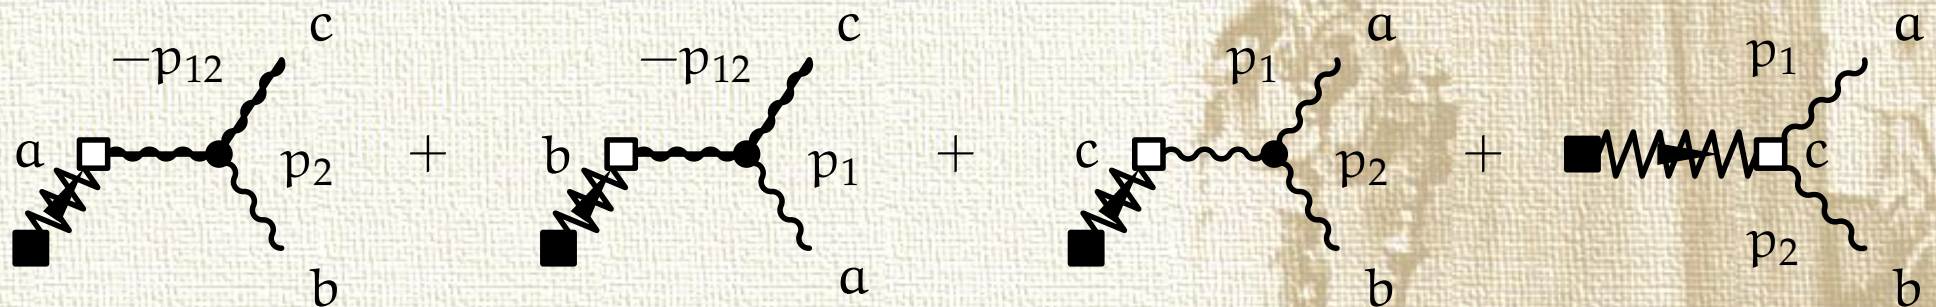 c c a a
−p₁₂ −p₁₂ p₁ p₁
a p₂ + b p₁ + c p₂ + c
p₂
b a b b